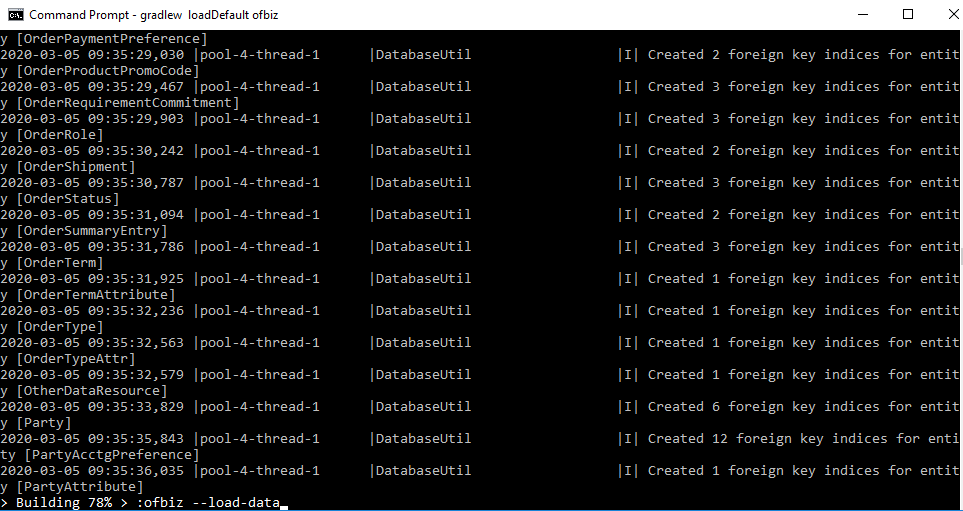 Command Prompt - gradlew  loadDefault ofbiz
y [OrderPaymentPreference]
2020-03-05 09:35:29,030 |pool-4-thread-1      |DatabaseUtil                  |I| Created 2 foreign key indices for entit
y [OrderProductPromoCode]
2020-03-05 09:35:29,467 |pool-4-thread-1      |DatabaseUtil                  |I| Created 3 foreign key indices for entit
y [OrderRequirementCommitment]
2020-03-05 09:35:29,903 |pool-4-thread-1      |DatabaseUtil                  |I| Created 3 foreign key indices for entit
y [OrderRole]
2020-03-05 09:35:30,242 |pool-4-thread-1      |DatabaseUtil                  |I| Created 2 foreign key indices for entit
y [OrderShipment]
2020-03-05 09:35:30,787 |pool-4-thread-1      |DatabaseUtil                  |I| Created 3 foreign key indices for entit
y [OrderStatus]
2020-03-05 09:35:31,094 |pool-4-thread-1      |DatabaseUtil                  |I| Created 2 foreign key indices for entit
y [OrderSummaryEntry]
2020-03-05 09:35:31,786 |pool-4-thread-1      |DatabaseUtil                  |I| Created 3 foreign key indices for entit
y [OrderTerm]
2020-03-05 09:35:31,925 |pool-4-thread-1      |DatabaseUtil                  |I| Created 1 foreign key indices for entit
y [OrderTermAttribute]
2020-03-05 09:35:32,236 |pool-4-thread-1      |DatabaseUtil                  |I| Created 1 foreign key indices for entit
y [OrderType]
2020-03-05 09:35:32,563 |pool-4-thread-1      |DatabaseUtil                  |I| Created 1 foreign key indices for entit
y [OrderTypeAttr]
2020-03-05 09:35:32,579 |pool-4-thread-1      |DatabaseUtil                  |I| Created 1 foreign key indices for entit
y [OtherDataResource]
2020-03-05 09:35:33,829 |pool-4-thread-1      |DatabaseUtil                  |I| Created 6 foreign key indices for entit
y [Party]
2020-03-05 09:35:35,843 |pool-4-thread-1      |DatabaseUtil                  |I| Created 12 foreign key indices for enti
ty [PartyAcctgPreference]
2020-03-05 09:35:36,035 |pool-4-thread-1      |DatabaseUtil                  |I| Created 1 foreign key indices for entit
y [PartyAttribute]
> Building 78% > :ofbiz --load-data